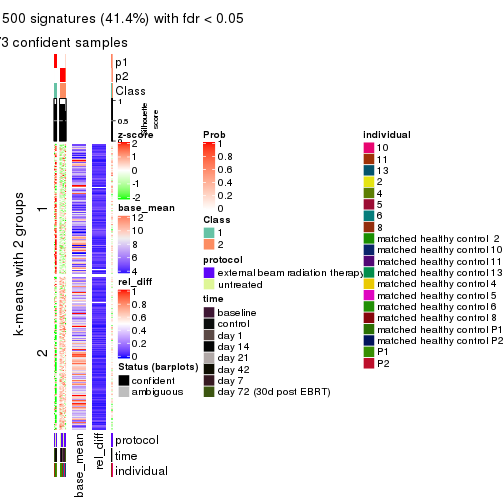 500 signatures (41.4%) with fdr < 0.05
73 confident samples
p1
p2
Class
1
0.5
0
Silhouette
score
k-means with 2 groups
1
2
z-score
2
1
0
-1
-2
base_mean
12
10
8
6
4
rel_diff
1
0.8
0.6
0.4
0.2
0
Status (barplots)
confident
ambiguous
Prob
1
0.8
0.6
0.4
0.2
0
Class
1
2
protocol
external beam radiation therapy
untreated
time
baseline
control
day 1
day 14
day 21
day 42
day 7
day 72 (30d post EBRT)
individual
10
11
13
2
4
5
6
8
matched healthy control 2
matched healthy control 10
matched healthy control 11
matched healthy control 13
matched healthy control 4
matched healthy control 5
matched healthy control 6
matched healthy control 8
matched healthy control P1
matched healthy control P2
P1
P2
protocol
time
individual
base_mean
rel_diff